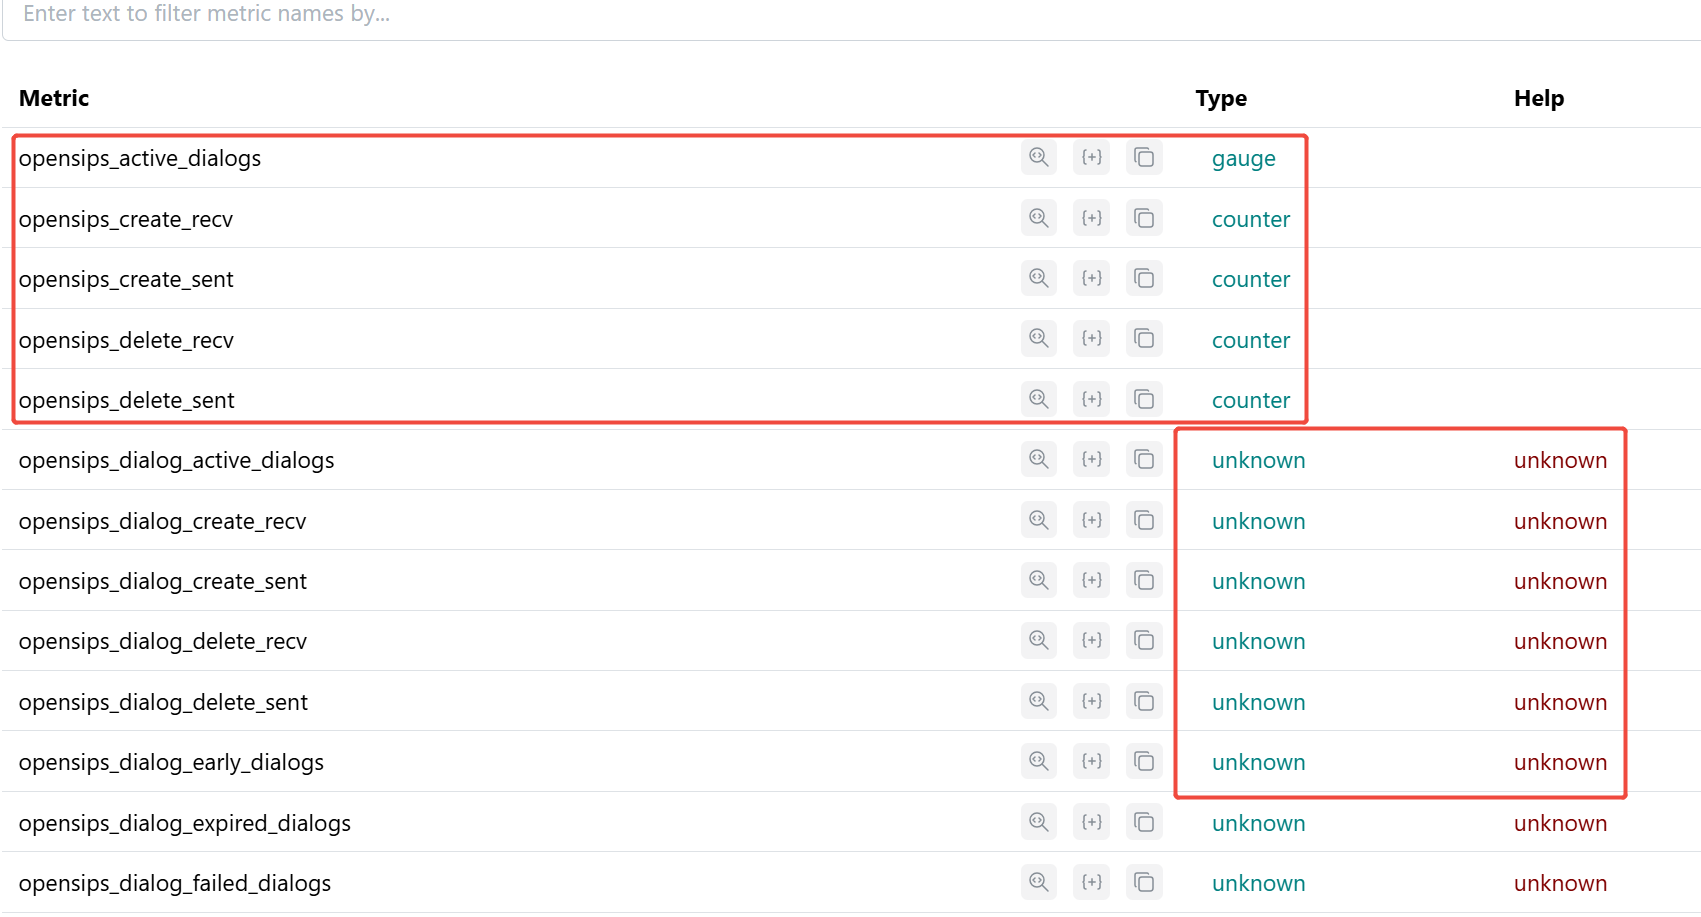 Enter text to filter metric names by...
Metric Type Help
opensips_active_dialogs {+} gauge
opensips_create_recv {+} counter
opensips_create_sent {+} counter
opensips_delete_recv {+} counter
opensips_delete_sent {+} counter
opensips_dialog_active_dialogs {+} unknown unknown
opensips_dialog_create_recv {+} unknown unknown
opensips_dialog_create_sent {+} unknown unknown
opensips_dialog_delete_recv {+} unknown unknown
opensips_dialog_delete_sent {+} unknown unknown
opensips_dialog_early_dialogs {+} unknown unknown
opensips_dialog_expired_dialogs {+} unknown unknown
opensips_dialog_failed_dialogs {+} unknown unknown